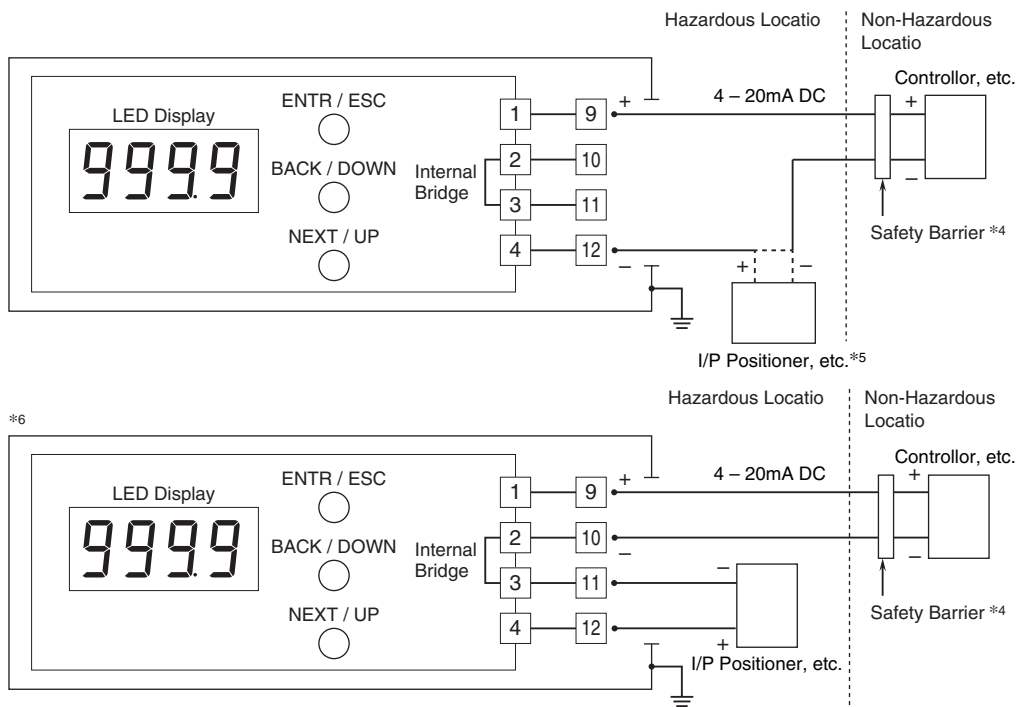 Hazardous Locatio
Non-Hazardous
Locatio
Controllor, etc.
4 – 20mA DC
ENTR / ESC
LED Display
999.9
BACK / DOWN
Internal
Bridge
NEXT / UP
1
9
+
2
10
3
11
4
12
–
+
–
+
–
Safety Barrier *4
I/P Positioner, etc.*5
*6
Hazardous Locatio
Non-Hazardous
Locatio
Controllor, etc.
4 – 20mA DC
ENTR / ESC
LED Display
999.9
BACK / DOWN
Internal
Bridge
NEXT / UP
1
9
+
2
10
–
3
11
4
12
–
+
+
–
Safety Barrier *4
I/P Positioner, etc.